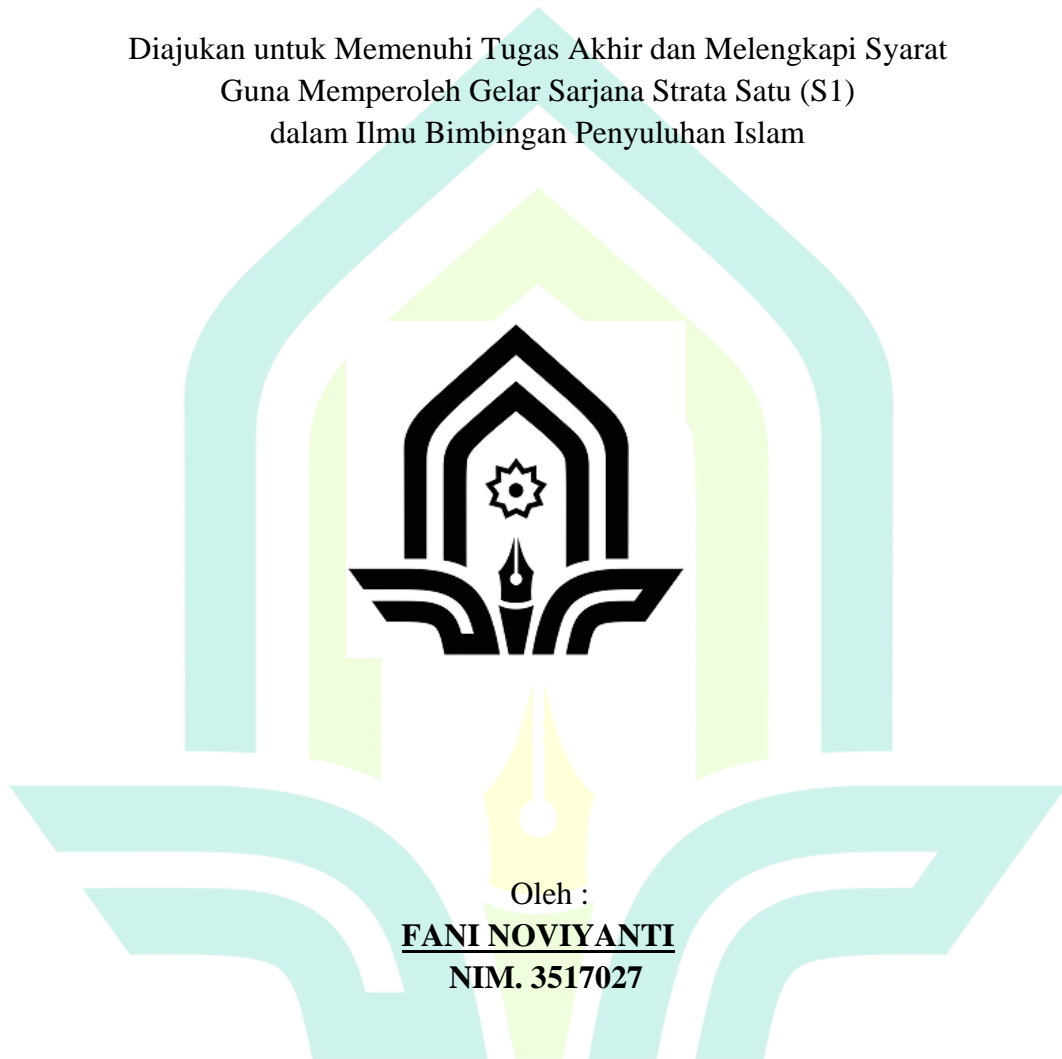 Diajukan untuk Memenuhi Tugas Akhir dan Melengkapi Syarat
Guna Memperoleh Gelar Sarjana Strata Satu (S1)
dalam Ilmu Bimbingan Penyuluhan Islam
Oleh :
FANI NOVIYANTI
NIM. 3517027